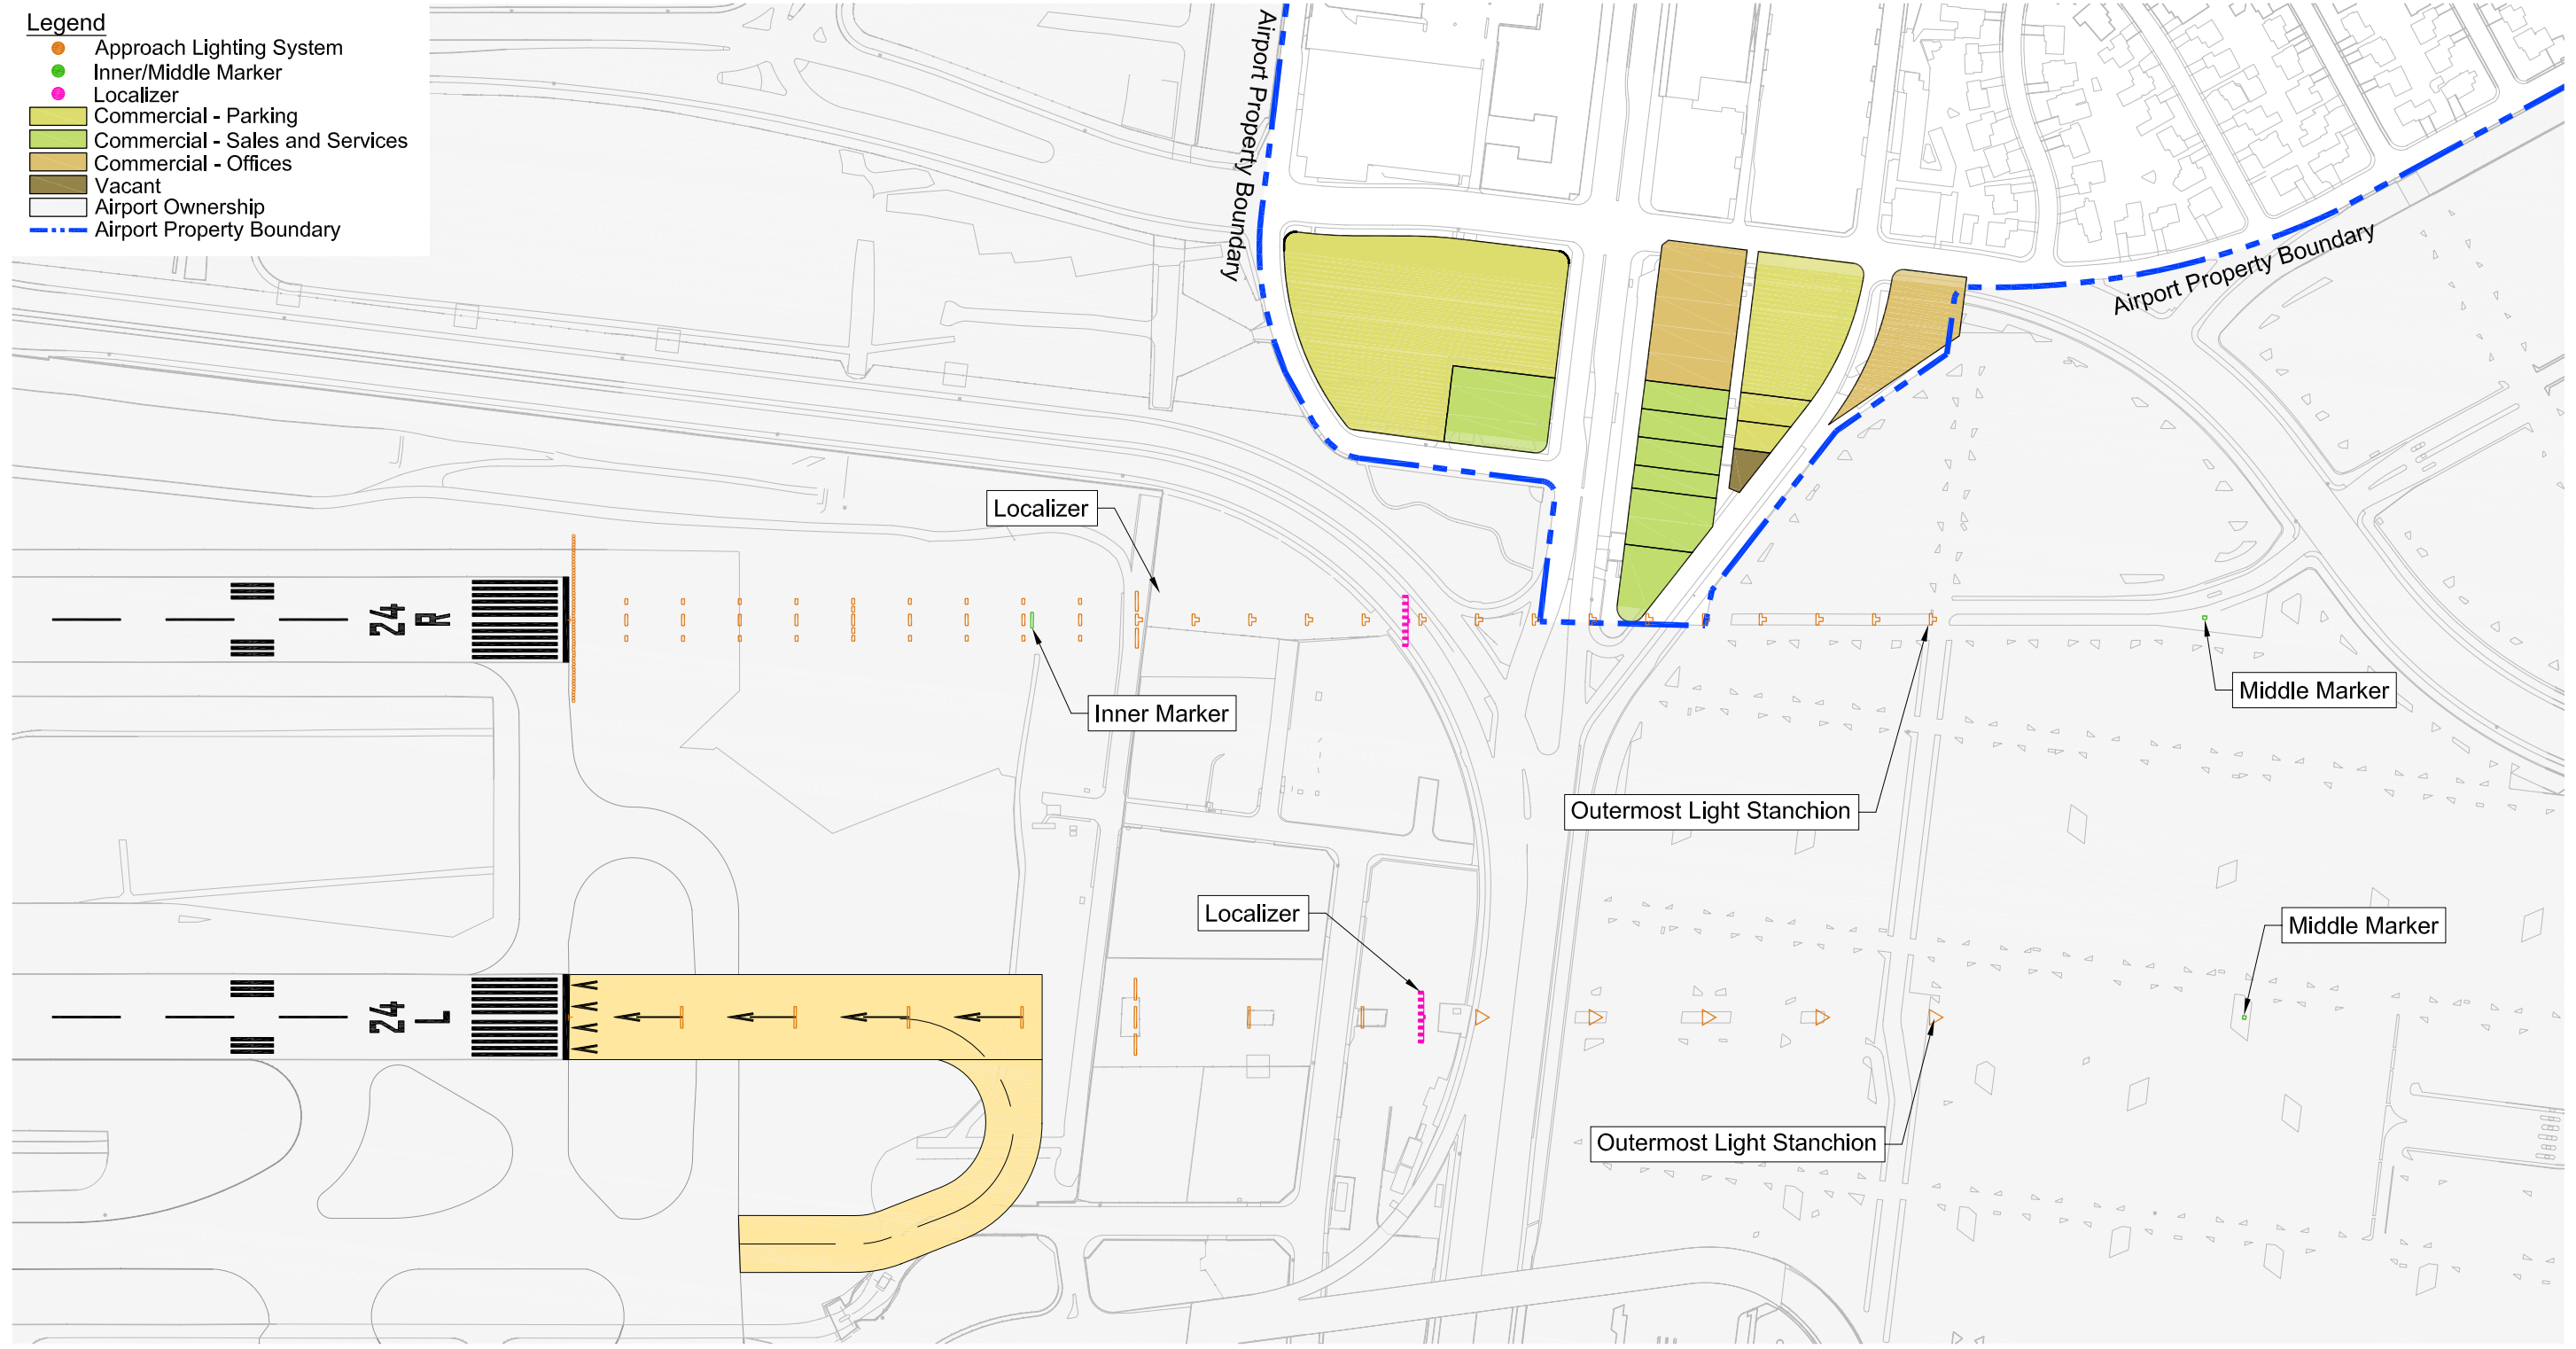 Legend
Approach Lighting System
Inner/Middle Marker
Localizer
Commercial - Parking
Commercial - Sales and Services
Commercial - Offices
Vacant
Airport Ownership
Airport Property Boundary
Airport Property Boundary
Airport Property Boundary
Localizer
24
R
Inner Marker
Middle Marker
Outermost Light Stanchion
Localizer
Middle Marker
24
L
Outermost Light Stanchion